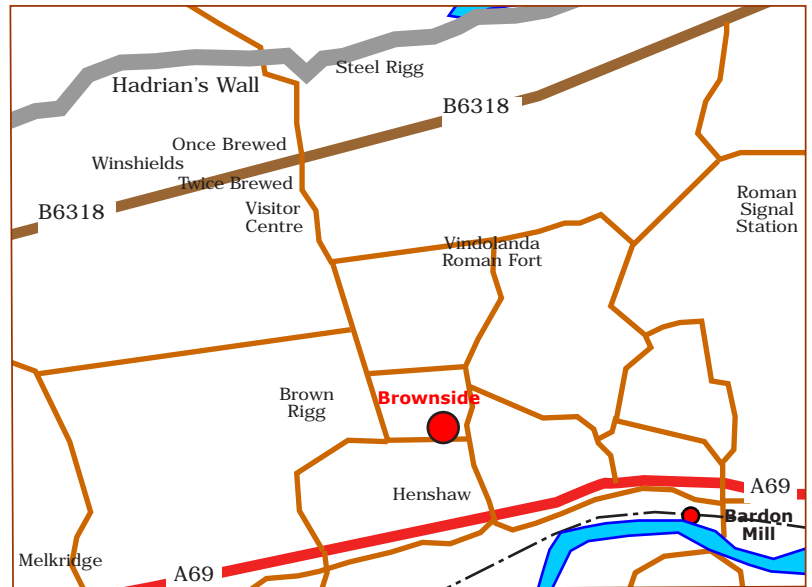 Steel Rigg
Hadrian's Wall
B6318
Once Brewed
Winshields
Twice Brewed
Visitor
Centre
B6318
Roman
Signal
Station
Vindolanda
Roman Fort
Brown
Rigg
Brownside
Henshaw
A69
Bardon
Mill
Melkridge
A69